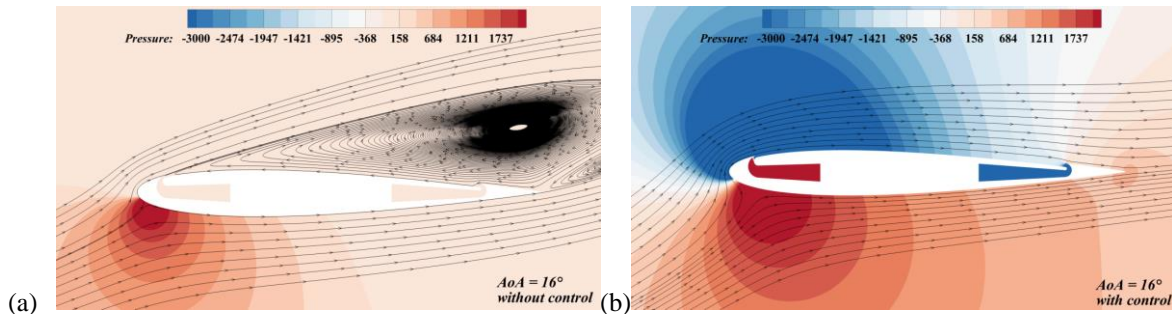 Pressure: -3000 -2474 -1947 -1421 -895 -368 158 684 1211 1737
AoA = 16°
without control
(a)
Pressure: -3000 -2474 -1947 -1421 -895 -368 158 684 1211 1737
AoA = 16°
with control
(b)